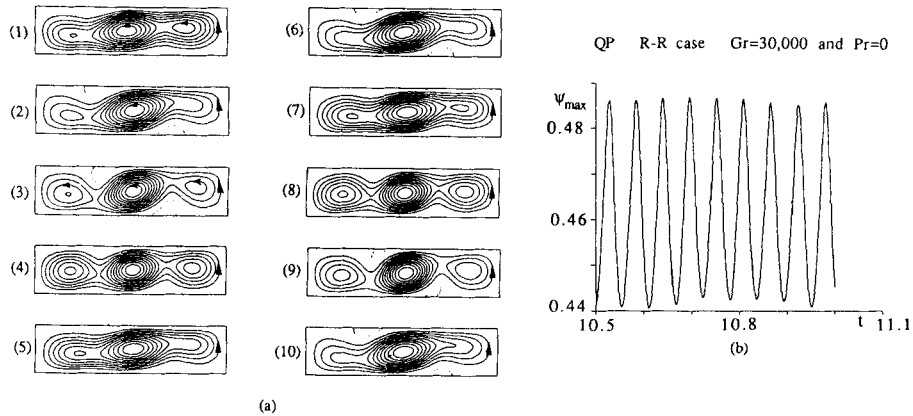 (1)
(2)
(3)
(4)
(5)
(6)
(7)
(8)
(9)
(10)
(a)
QP R-R case Gr=30,000 and Pr=0
ψmax
0.48
0.46
0.44
10.5 10.8 t 11.1
(b)